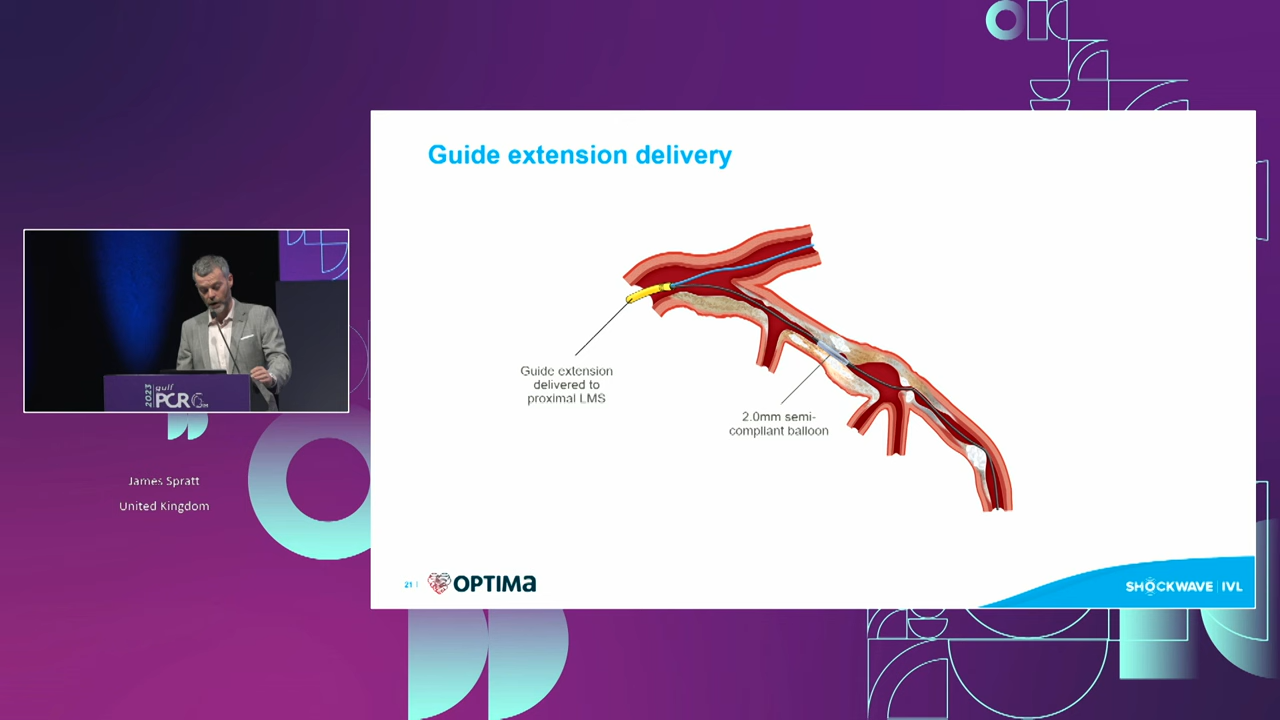 Guide extension delivery
Guide extension
delivered to
proximal LMS
2.0mm semi-
compliant balloon
2023
gulf
PCR
James Spratt
United Kingdom
21 |
OPTIMA
SHOCKWAVE | IVL